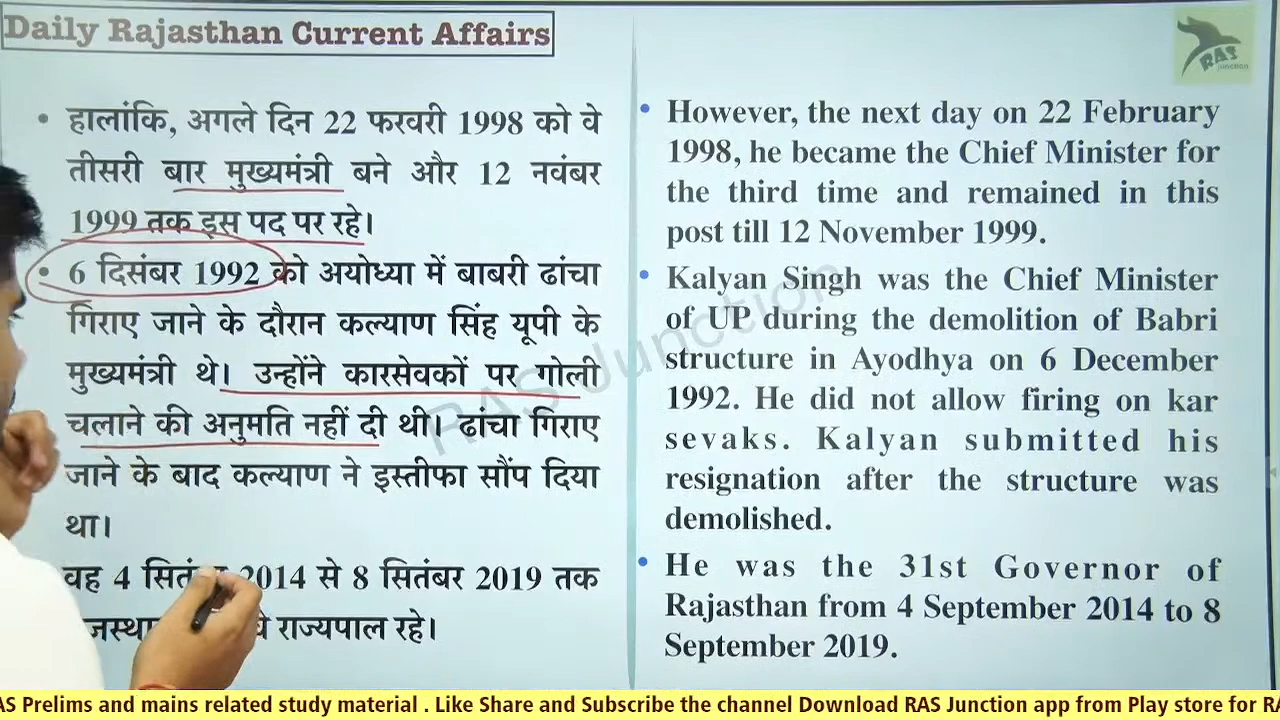 Daily Rajasthan Current Affairs
RAS
Junction
• हालांकि, अगले दिन 22 फरवरी 1998 को वे
तीसरी बार मुख्यमंत्री बने और 12 नवंबर
1999 तक इस पद पर रहे।
• 6 दिसंबर 1992 को अयोध्या में बाबरी ढांचा
गिराए जाने के दौरान कल्याण सिंह यूपी के
मुख्यमंत्री थे। उन्होंने कारसेवकों पर गोली
चलाने की अनुमति नहीं दी थी। ढांचा गिराए
जाने के बाद कल्याण ने इस्तीफा सौंप दिया
था।
वह 4 2014 से 8 सितंबर 2019 तक
राज्यपाल रहे।
• However, the next day on 22 February
1998, he became the Chief Minister for
the third time and remained in this
post till 12 November 1999.
• Kalyan Singh was the Chief Minister
of UP during the demolition of Babri
structure in Ayodhya on 6 December
1992. He did not allow firing on kar
sevaks. Kalyan submitted his
resignation after the structure was
demolished.
• He was the 31st Governor of
Rajasthan from 4 September 2014 to 8
September 2019.
RAS Junction
AS Prelims and mains related study material . Like Share and Subscribe the channel Download RAS Junction app from Play store for RA